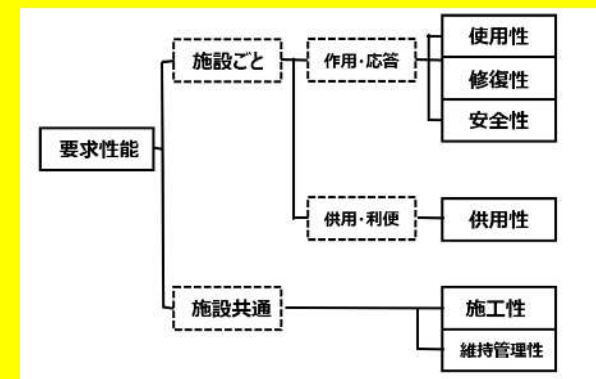 使用性
施設ごと
作用・応答
修復性
安全性
要求性能
供用・利便
供用性
施設共通
施工性
維持管理性